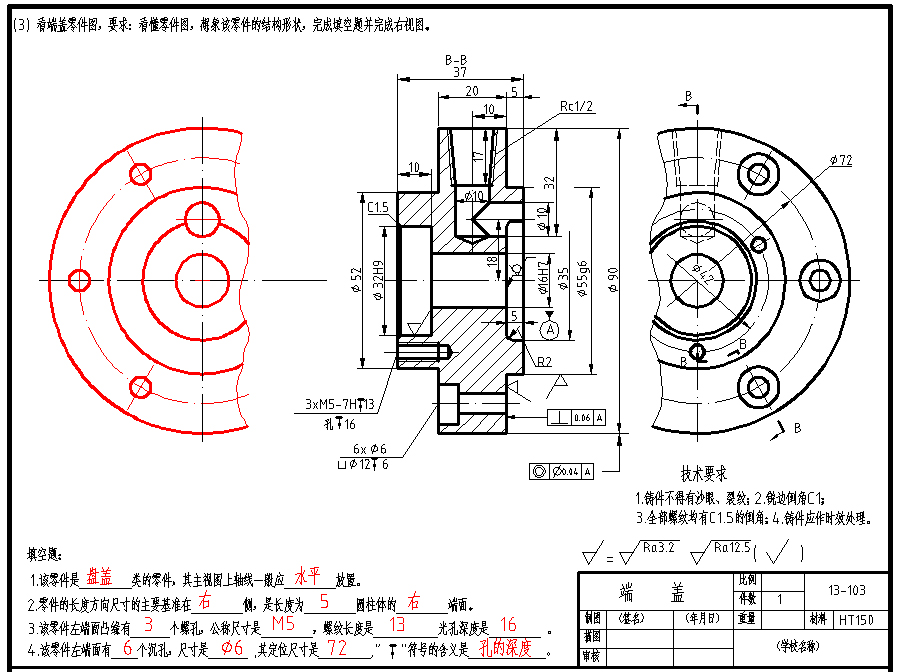 (3) 看端盖零件图，要求：看懂零件图，想象该零件的结构形状，完成填空题并完成右视图。
B-B
37
20
5
10
Rc1/2
B
Φ72
10
17
32
Φ10
Φ10
C1.5
18
Φ52
Φ32H9
Φ16H7
Φ35
Φ55g6
Φ90
Φ42
5
A
R2
B
B
B
3xM5-7H↧13
孔↧16
6xΦ6
⌴Φ12↧6
⊥ 0.06 A
◎ Φ0.04 A
技术要求
1.铸件不得有沙眼、裂纹；2.锐边倒角C1；
3.全部螺纹均有C1.5的倒角；4.铸件应作时效处理。
= Ra3.2 Ra12.5 ( )
填空题：
1.该零件是 盘盖 类的零件，其主视图上轴线一般应 水平 放置。
2.零件的长度方向尺寸的主要基准在 右 侧，是长度为 5 圆柱体的 右 端面。
3.该零件左端面凸缘有 3 个螺孔，公称尺寸是 M5 ，螺纹长度是 13 光孔深度是 16 。
4.该零件左端面有 6个沉孔，尺寸是 Φ6 ,其定位尺寸是 72 ,"↧"符号的含义是 孔的深度 。
端 盖
比例
件数 1
13-103
制图 (签名) (年月日)
重量
材料 HT150
描图
审核
(学校名称)